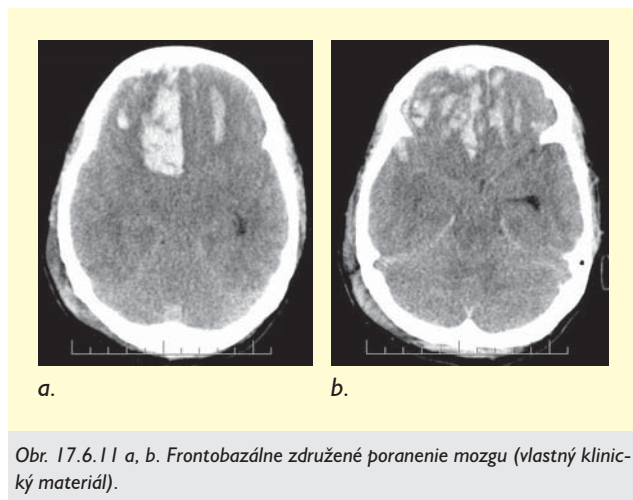 a.
b.
Obr. 17.6.11 a, b. Frontobazálne združené poranenie mozgu (vlastný klinic-
ký materiál).